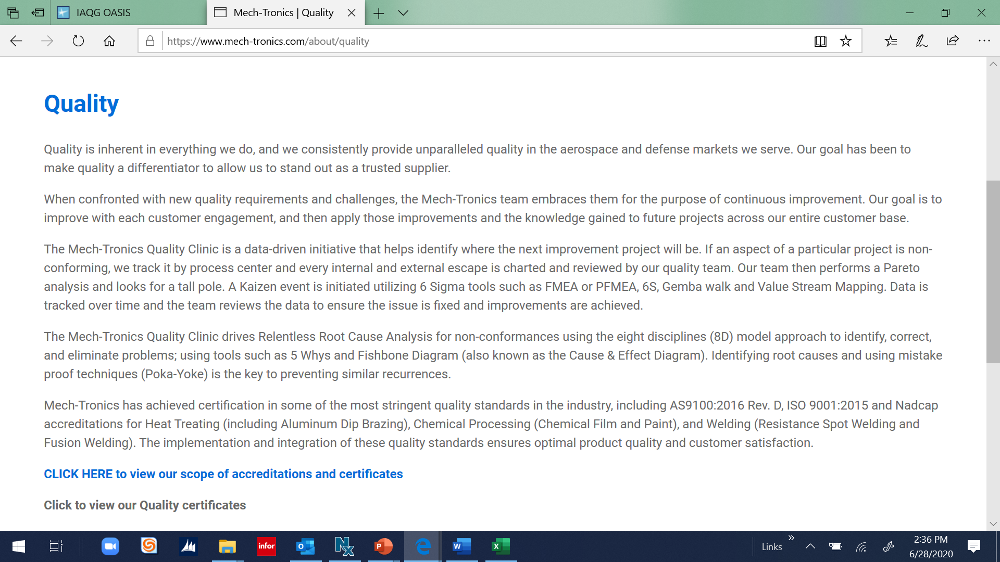 IAQG OASIS
Mech-Tronics | Quality
https://www.mech-tronics.com/about/quality
Quality
Quality is inherent in everything we do, and we consistently provide unparalleled quality in the aerospace and defense markets we serve. Our goal has been to
make quality a differentiator to allow us to stand out as a trusted supplier.
When confronted with new quality requirements and challenges, the Mech-Tronics team embraces them for the purpose of continuous improvement. Our goal is to
improve with each customer engagement, and then apply those improvements and the knowledge gained to future projects across our entire customer base.
The Mech-Tronics Quality Clinic is a data-driven initiative that helps identify where the next improvement project will be. If an aspect of a particular project is non-
conforming, we track it by process center and every internal and external escape is charted and reviewed by our quality team. Our team then performs a Pareto
analysis and looks for a tall pole. A Kaizen event is initiated utilizing 6 Sigma tools such as FMEA or PFMEA, 6S, Gemba walk and Value Stream Mapping. Data is
tracked over time and the team reviews the data to ensure the issue is fixed and improvements are achieved.
The Mech-Tronics Quality Clinic drives Relentless Root Cause Analysis for non-conformances using the eight disciplines (8D) model approach to identify, correct,
and eliminate problems; using tools such as 5 Whys and Fishbone Diagram (also known as the Cause & Effect Diagram). Identifying root causes and using mistake
proof techniques (Poka-Yoke) is the key to preventing similar recurrences.
Mech-Tronics has achieved certification in some of the most stringent quality standards in the industry, including AS9100:2016 Rev. D, ISO 9001:2015 and Nadcap
accreditations for Heat Treating (including Aluminum Dip Brazing), Chemical Processing (Chemical Film and Paint), and Welding (Resistance Spot Welding and
Fusion Welding). The implementation and integration of these quality standards ensures optimal product quality and customer satisfaction.
CLICK HERE to view our scope of accreditations and certificates
Click to view our Quality certificates
infor
O
NX
P
W
X
Links
2:36 PM
6/28/2020